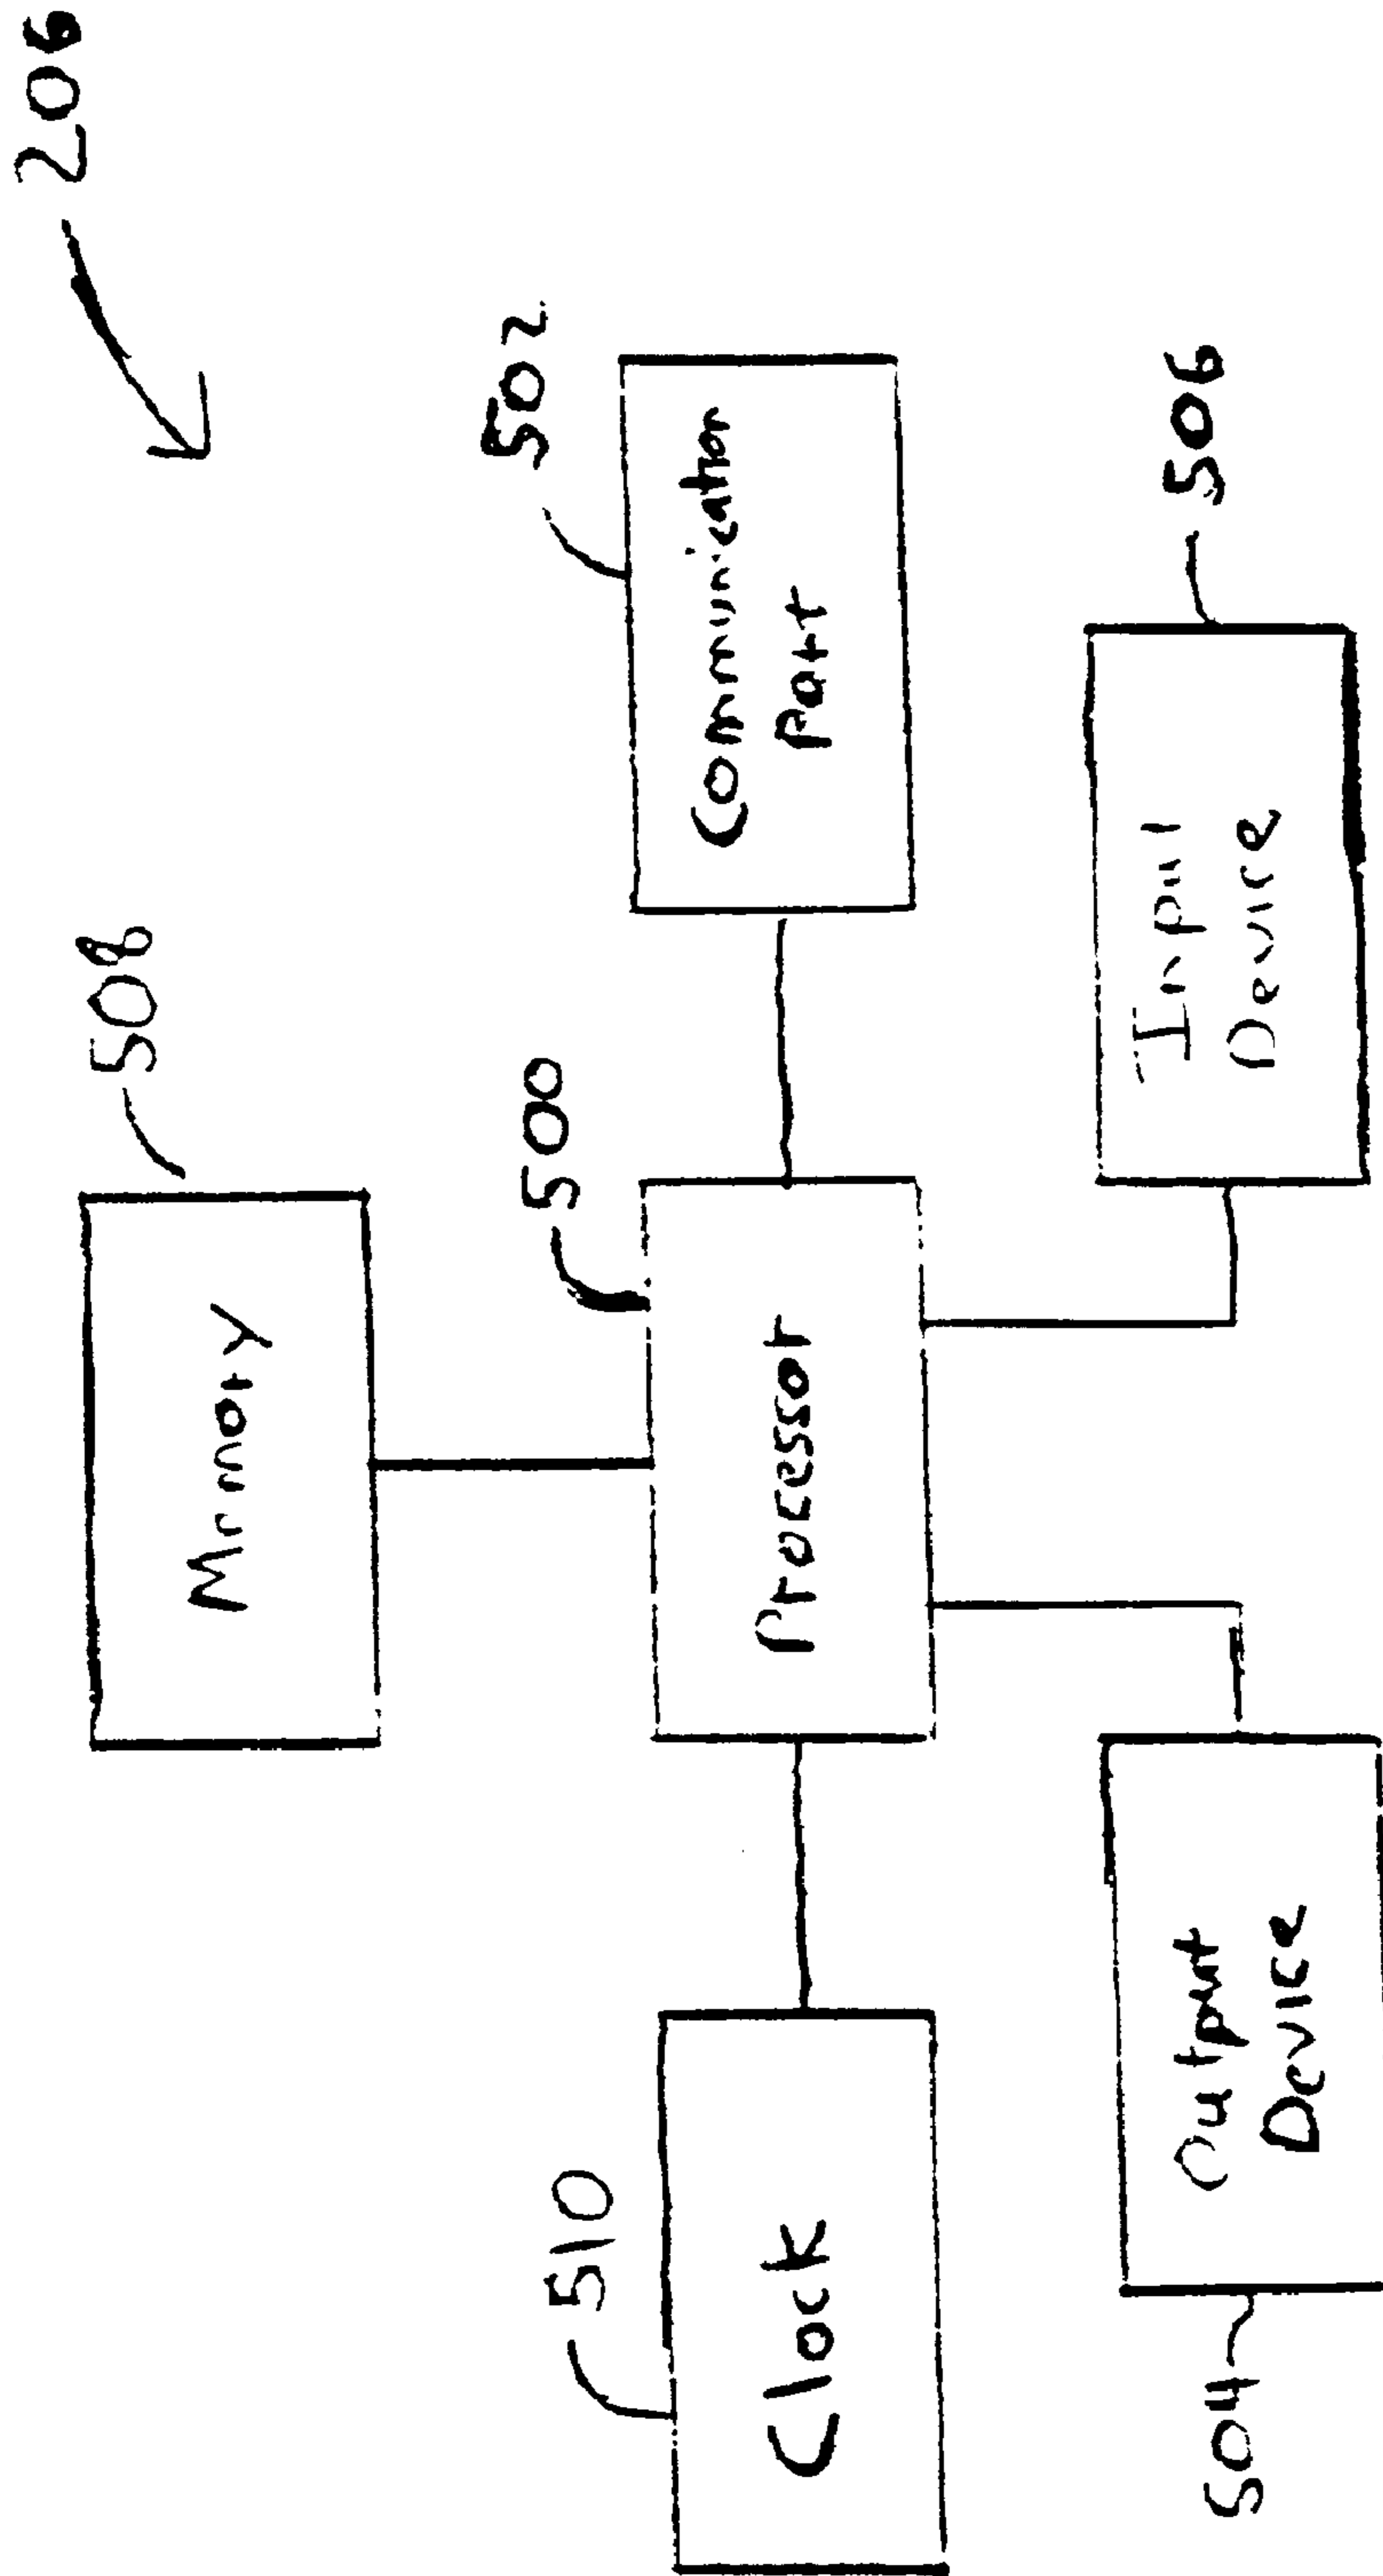 206
508
Memory
502
500
Communication
Port
510
Clock
Processor
506
Input
Device
504
Output
Device